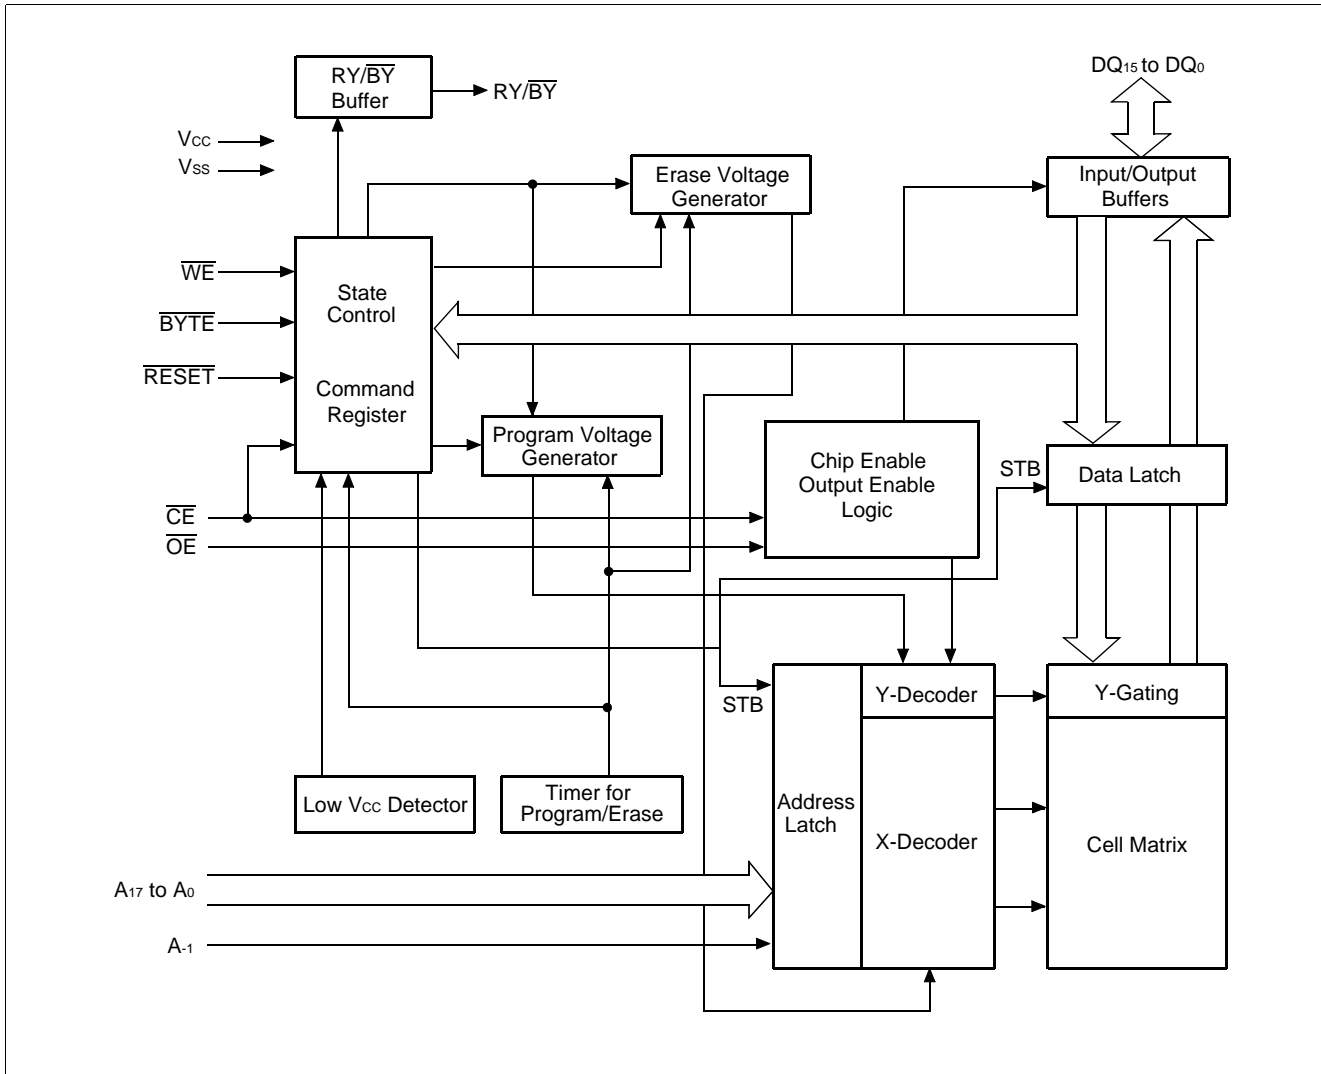 RY/BY
Buffer
RY/BY
DQ15 to DQ0
VCC
VSS
Erase Voltage
Generator
Input/Output
Buffers
WE
State
Control
BYTE
RESET
Command
Register
Program Voltage
Generator
Chip Enable
Output Enable
Logic
STB
Data Latch
CE
OE
STB
Y-Decoder
Y-Gating
Low VCC Detector
Timer for
Program/Erase
Address
Latch
X-Decoder
Cell Matrix
A17 to A0
A-1